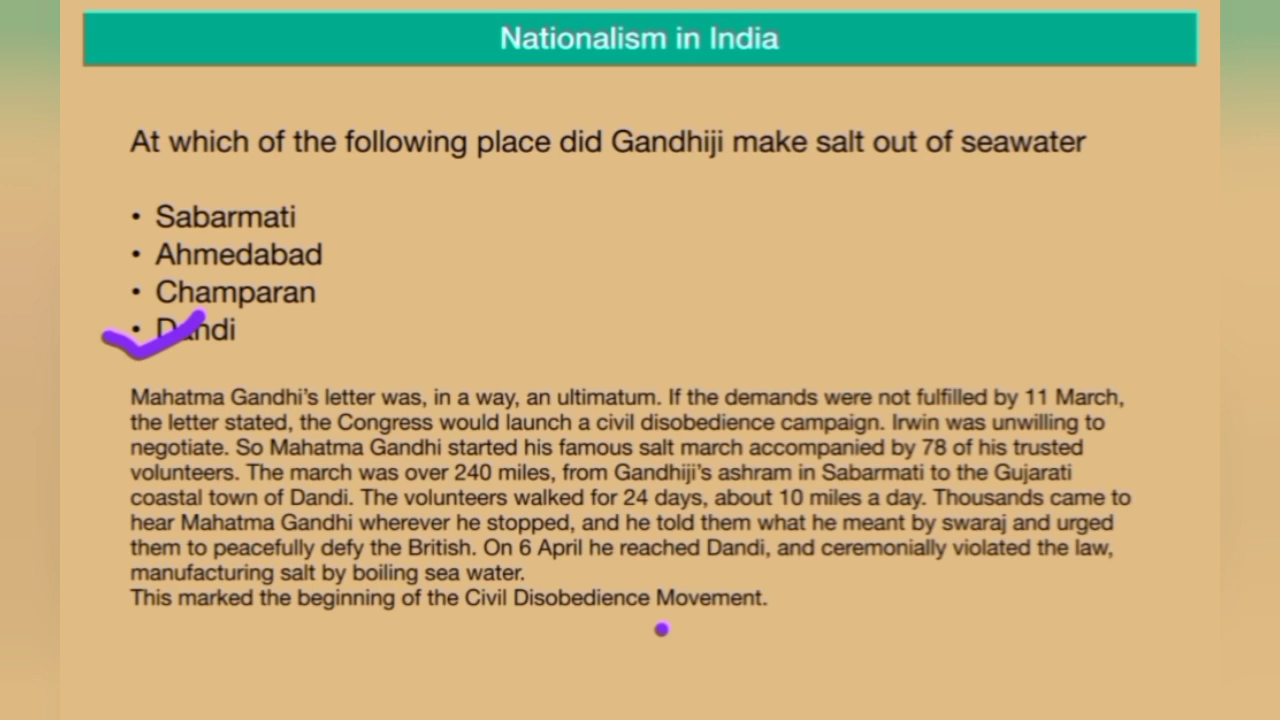 Nationalism in India
At which of the following place did Gandhiji make salt out of seawater
• Sabarmati
• Ahmedabad
• Champaran
• Dandi
Mahatma Gandhi's letter was, in a way, an ultimatum. If the demands were not fulfilled by 11 March,
the letter stated, the Congress would launch a civil disobedience campaign. Irwin was unwilling to
negotiate. So Mahatma Gandhi started his famous salt march accompanied by 78 of his trusted
volunteers. The march was over 240 miles, from Gandhiji's ashram in Sabarmati to the Gujarati
coastal town of Dandi. The volunteers walked for 24 days, about 10 miles a day. Thousands came to
hear Mahatma Gandhi wherever he stopped, and he told them what he meant by swaraj and urged
them to peacefully defy the British. On 6 April he reached Dandi, and ceremonially violated the law,
manufacturing salt by boiling sea water.
This marked the beginning of the Civil Disobedience Movement.